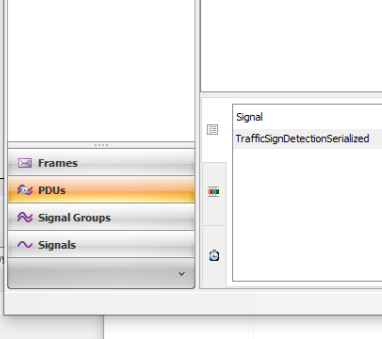 Signal
TrafficSignDetectionSerialized
Frames
PDUs
Signal Groups
Signals